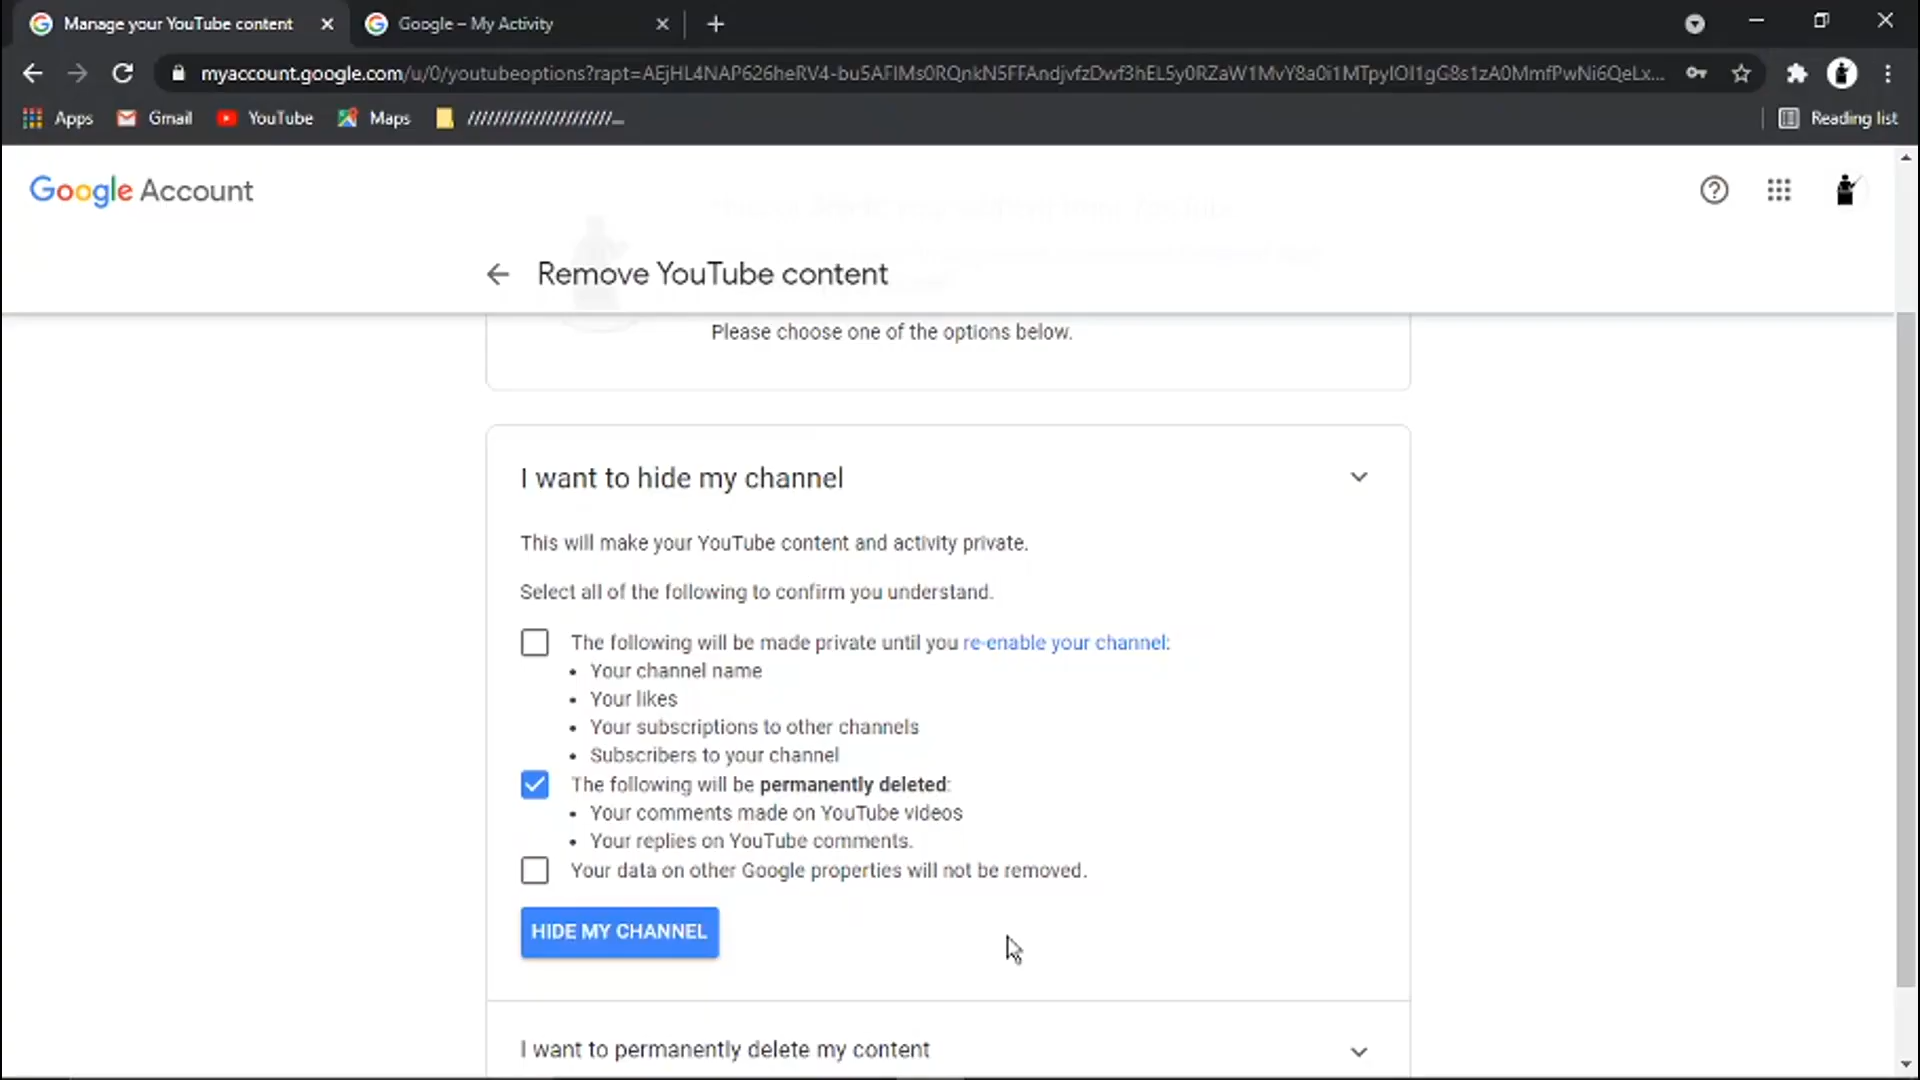 Manage your YouTube content
Google – My Activity
myaccount.google.com/u/0/youtubeoptions?rapt=AEjHL4NAP626heRV4-bu5AFIMs0RQnkN5FFAndjvfzDwf3hEL5y0RZaW1MvY8a0i1MTpylOI1gG8s1zA0MmfPwNi6QeLx...
Apps
Gmail
YouTube
Maps
//////////////////////...
Reading list
Google Account
Remove YouTube content
Please choose one of the options below.
I want to hide my channel
This will make your YouTube content and activity private.
Select all of the following to confirm you understand.
The following will be made private until you re-enable your channel:
• Your channel name
• Your likes
• Your subscriptions to other channels
• Subscribers to your channel
The following will be permanently deleted:
• Your comments made on YouTube videos
• Your replies on YouTube comments.
Your data on other Google properties will not be removed.
HIDE MY CHANNEL
I want to permanently delete my content